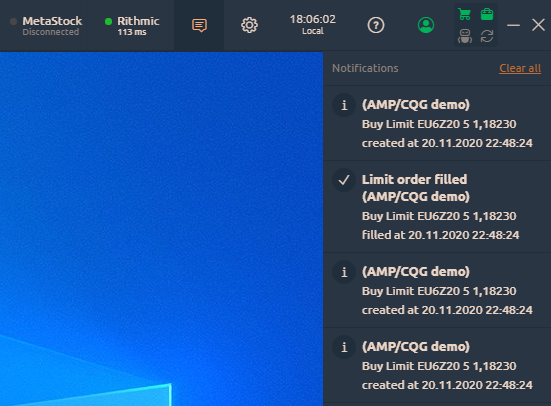 MetaStock
Disconnected
Rithmic
113 ms
18:06:02
Local
Notifications
Clear all
(AMP/CQG demo)
Buy Limit EU6Z20 5 1,18230
created at 20.11.2020 22:48:24
Limit order filled
(AMP/CQG demo)
Buy Limit EU6Z20 5 1,18230
filled at 20.11.2020 22:48:24
(AMP/CQG demo)
Buy Limit EU6Z20 5 1,18230
created at 20.11.2020 22:48:24
(AMP/CQG demo)
Buy Limit EU6Z20 5 1,18230
created at 20.11.2020 22:48:24